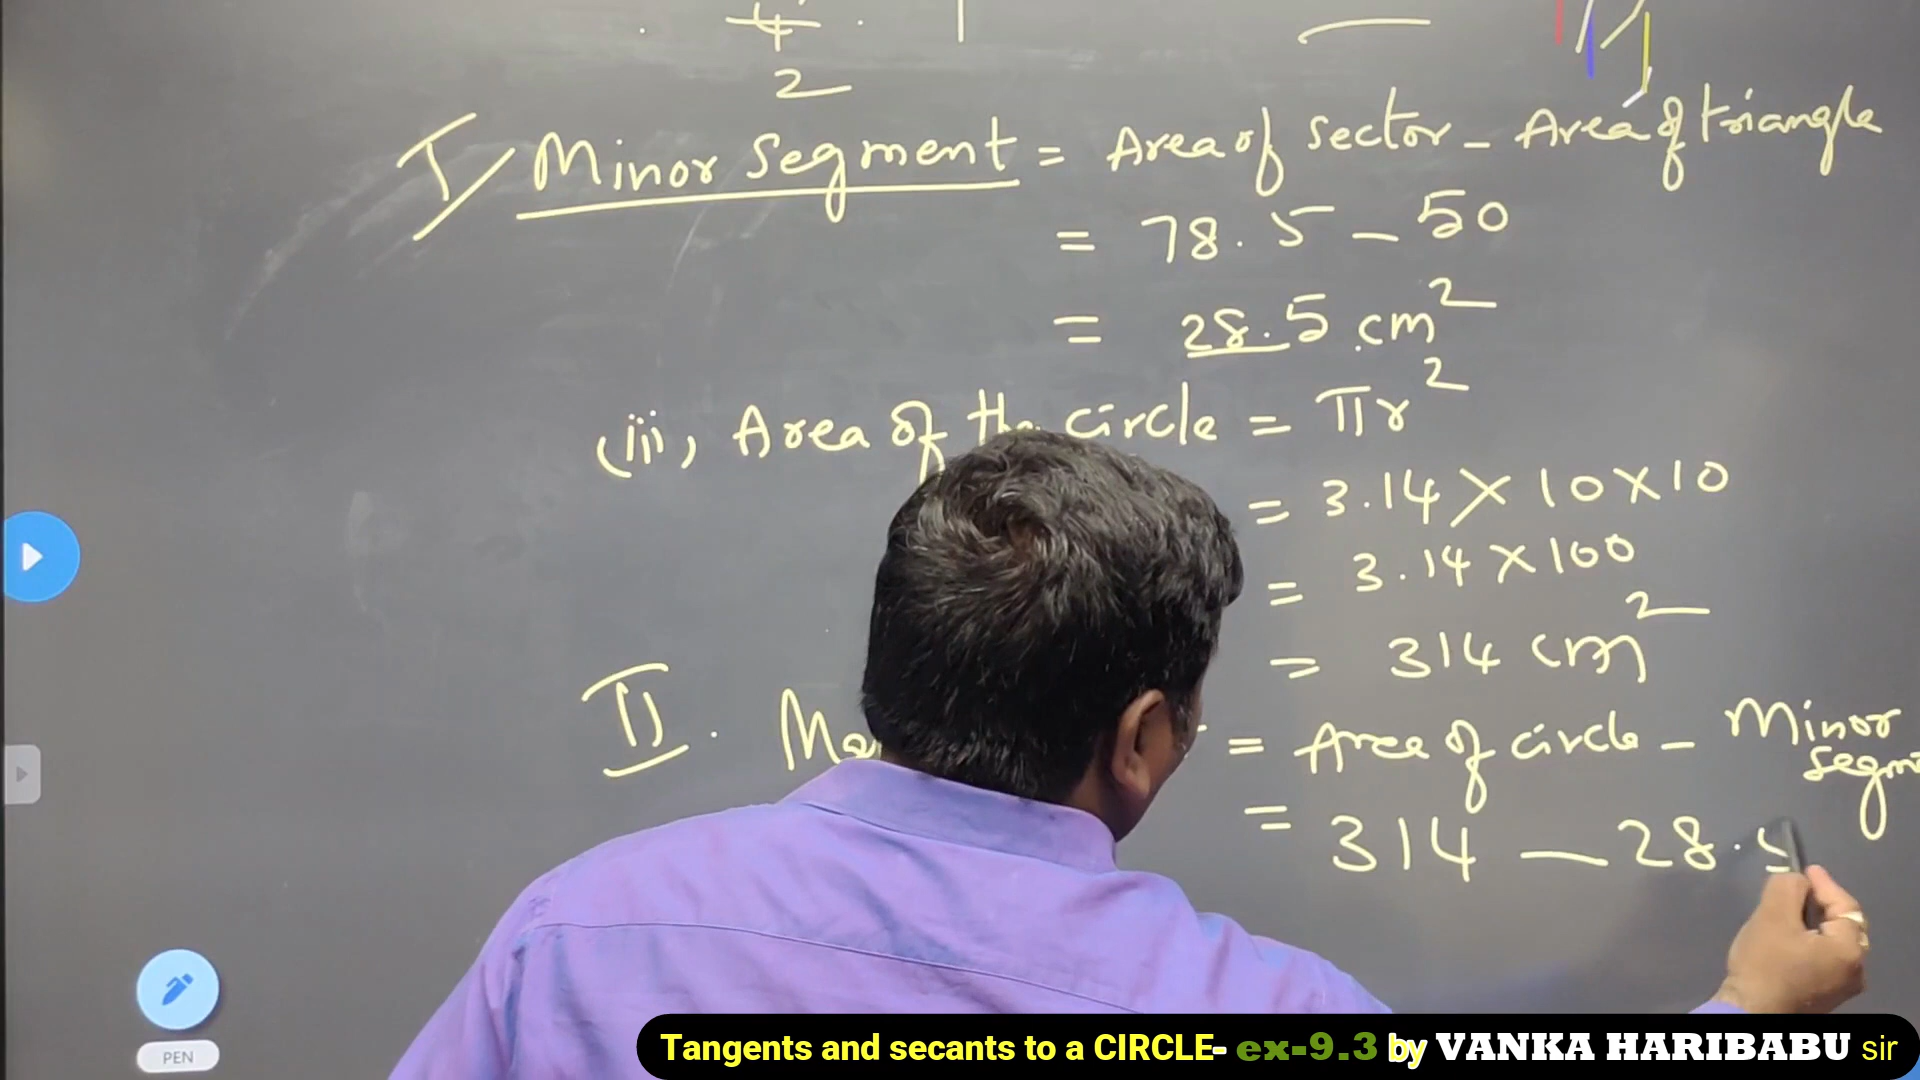 4
2
I/ Minor Segment = Area of sector - Area of triangle
= 78.5 - 50
= 28.5 cm²
(iii) Area of the circle = πr²
= 3.14 × 10 × 10
= 3.14 × 100
= 314 cm²
II. = Area of circle - Minor
= 314 - 28.5
PEN
Tangents and secants to a CIRCLE- ex-9.3 by VANKA HARIBABU sir